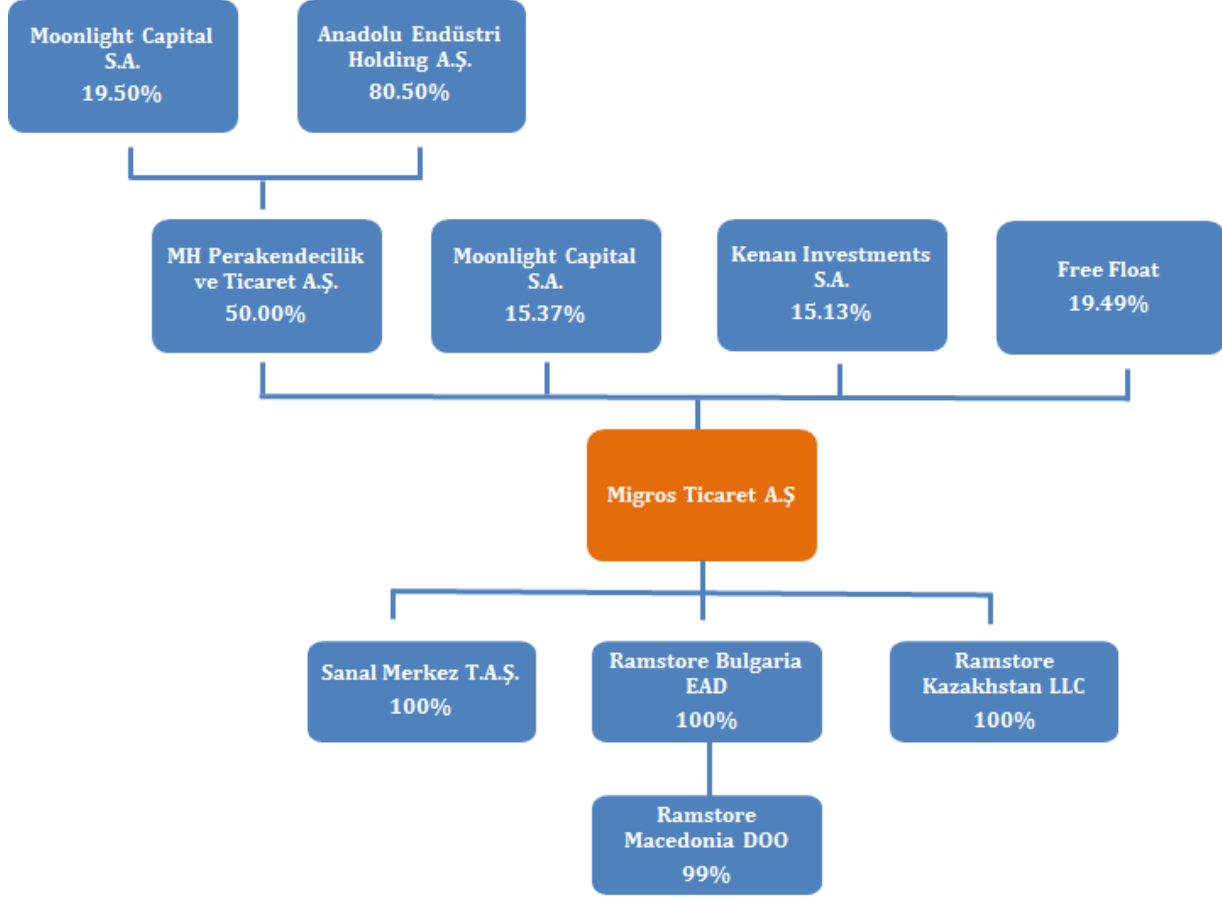 Moonlight Capital
S.A.
19.50%
Anadolu Endüstri
Holding A.Ş.
80.50%
MH Perakendecilik
ve Ticaret A.Ş.
50.00%
Moonlight Capital
S.A.
15.37%
Kenan Investments
S.A.
15.13%
Free Float
19.49%
Migros Ticaret A.Ş
Sanal Merkez T.A.Ş.
100%
Ramstore Bulgaria
EAD
100%
Ramstore
Kazakhstan LLC
100%
Ramstore
Macedonia DOO
99%